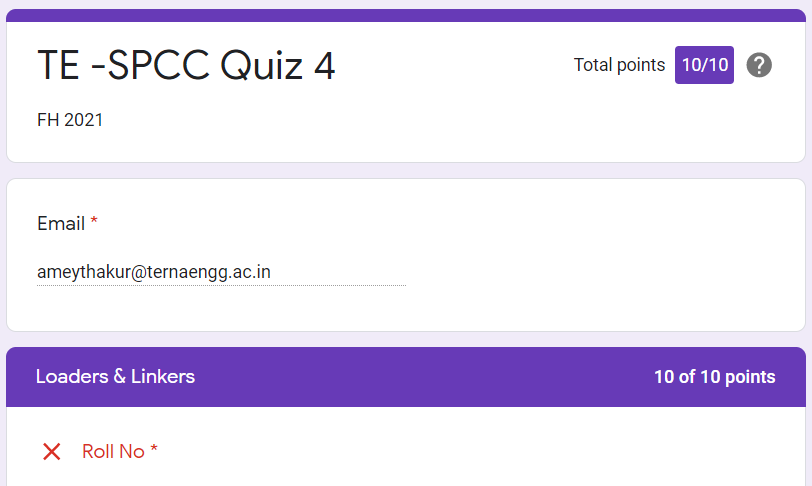 TE -SPCC Quiz 4
Total points 10/10 ?
FH 2021
Email *
ameythakur@ternaengg.ac.in
Loaders & Linkers
10 of 10 points
Roll No *